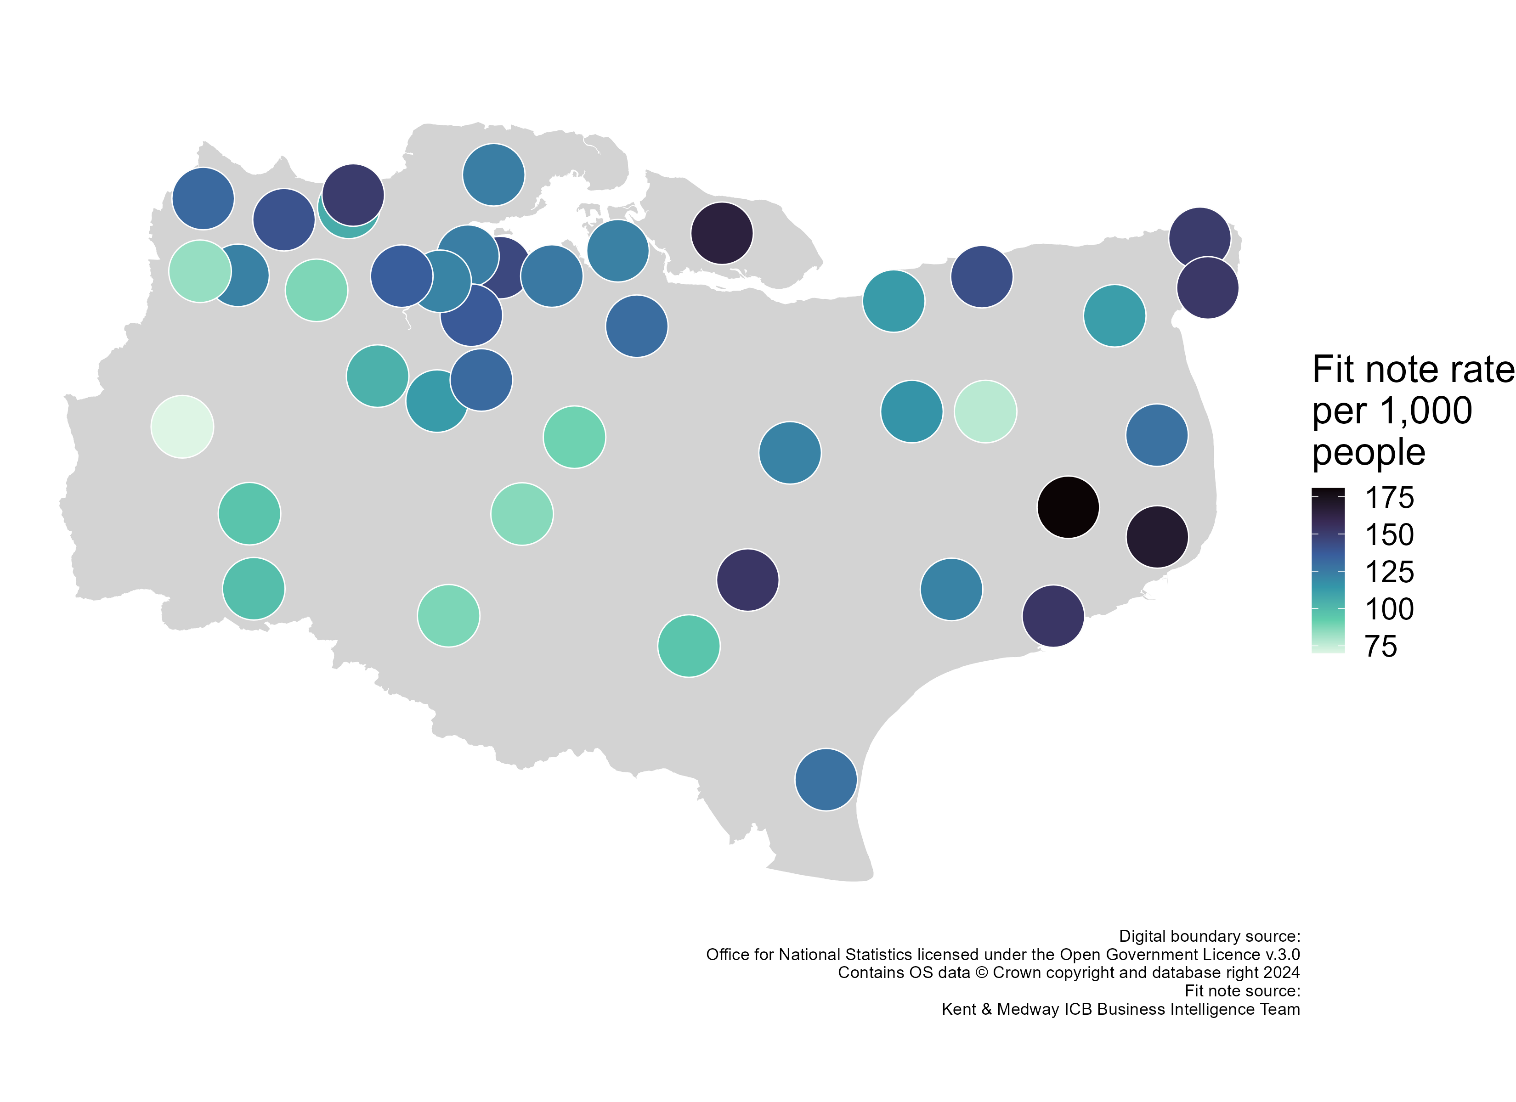 Fit note rate
per 1,000
people
175
150
125
100
75
Digital boundary source:
Office for National Statistics licensed under the Open Government Licence v.3.0
Contains OS data © Crown copyright and database right 2024
Fit note source:
Kent & Medway ICB Business Intelligence Team